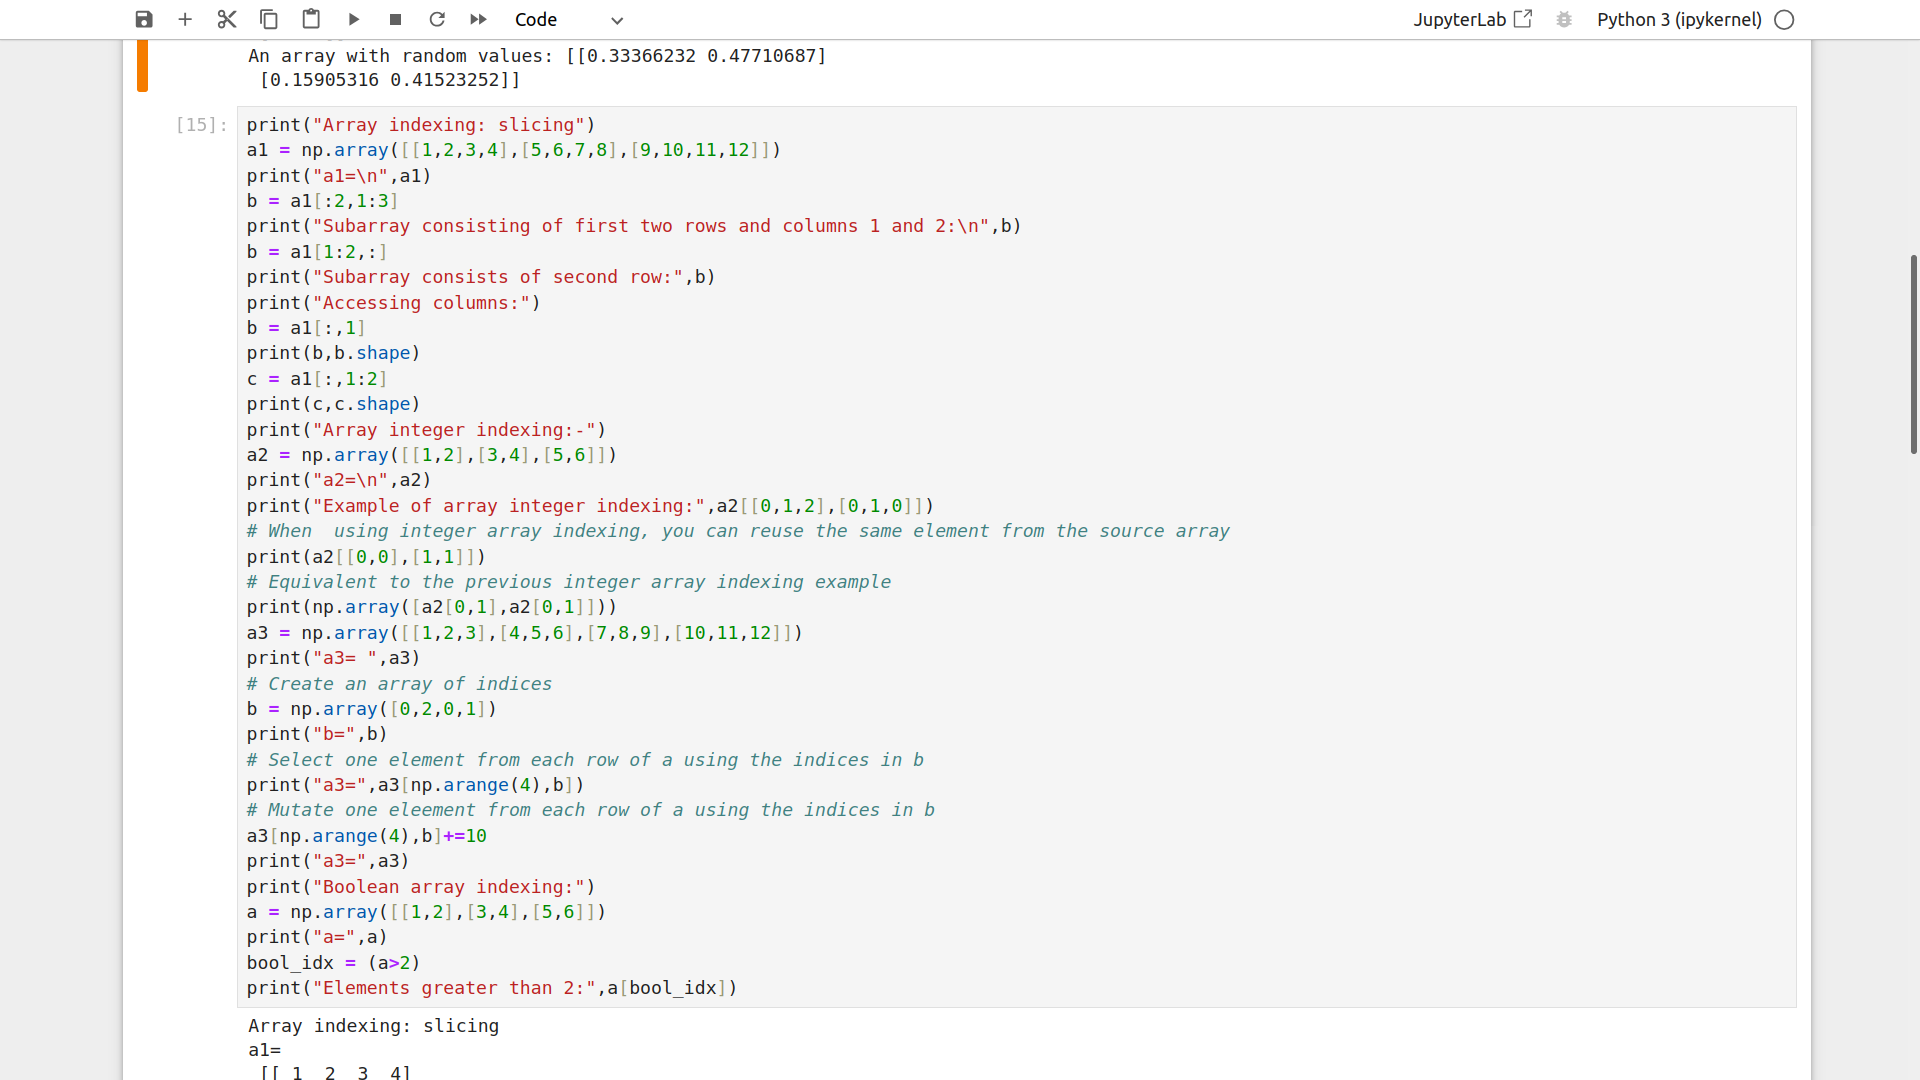 Code
JupyterLab
Python 3 (ipykernel)
An array with random values: [[0.33366232 0.47710687]
 [0.15905316 0.41523252]]
[15]:
print("Array indexing: slicing")
a1 = np.array([[1,2,3,4],[5,6,7,8],[9,10,11,12]])
print("a1=\n",a1)
b = a1[:2,1:3]
print("Subarray consisting of first two rows and columns 1 and 2:\n",b)
b = a1[1:2,:]
print("Subarray consists of second row:",b)
print("Accessing columns:")
b = a1[:,1]
print(b,b.shape)
c = a1[:,1:2]
print(c,c.shape)
print("Array integer indexing:-")
a2 = np.array([[1,2],[3,4],[5,6]])
print("a2=\n",a2)
print("Example of array integer indexing:",a2[[0,1,2],[0,1,0]])
# When  using integer array indexing, you can reuse the same element from the source array
print(a2[[0,0],[1,1]])
# Equivalent to the previous integer array indexing example
print(np.array([a2[0,1],a2[0,1]]))
a3 = np.array([[1,2,3],[4,5,6],[7,8,9],[10,11,12]])
print("a3= ",a3)
# Create an array of indices
b = np.array([0,2,0,1])
print("b=",b)
# Select one element from each row of a using the indices in b
print("a3=",a3[np.arange(4),b])
# Mutate one eleement from each row of a using the indices in b
a3[np.arange(4),b]+=10
print("a3=",a3)
print("Boolean array indexing:")
a = np.array([[1,2],[3,4],[5,6]])
print("a=",a)
bool_idx = (a>2)
print("Elements greater than 2:",a[bool_idx])
Array indexing: slicing
a1=
 [[ 1  2  3  4]